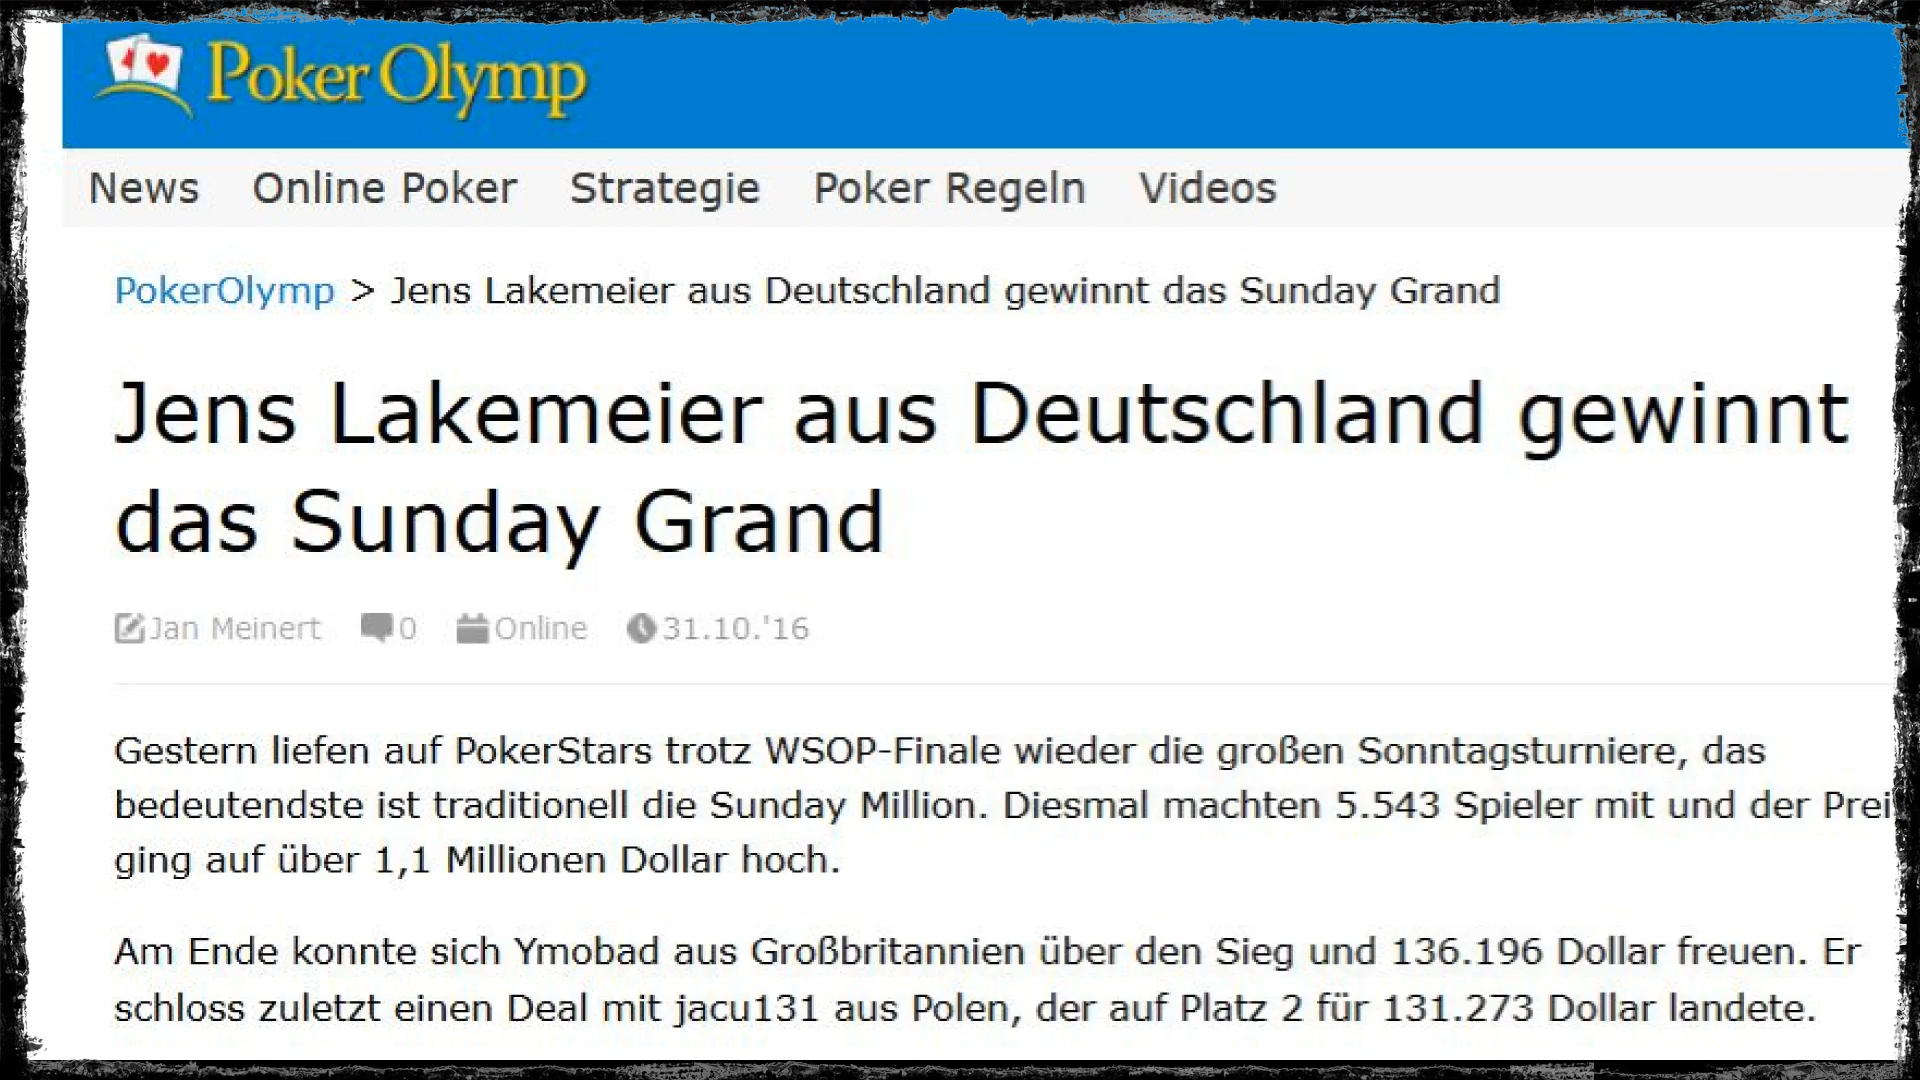 Poker Olymp
News Online Poker Strategie Poker Regeln Videos
PokerOlymp > Jens Lakemeier aus Deutschland gewinnt das Sunday Grand
Jens Lakemeier aus Deutschland gewinnt
das Sunday Grand
Jan Meinert 0 Online 31.10.'16
Gestern liefen auf PokerStars trotz WSOP-Finale wieder die großen Sonntagsturniere, das
bedeutendste ist traditionell die Sunday Million. Diesmal machten 5.543 Spieler mit und der Prei
ging auf über 1,1 Millionen Dollar hoch.
Am Ende konnte sich Ymobad aus Großbritannien über den Sieg und 136.196 Dollar freuen. Er
schloss zuletzt einen Deal mit jacu131 aus Polen, der auf Platz 2 für 131.273 Dollar landete.